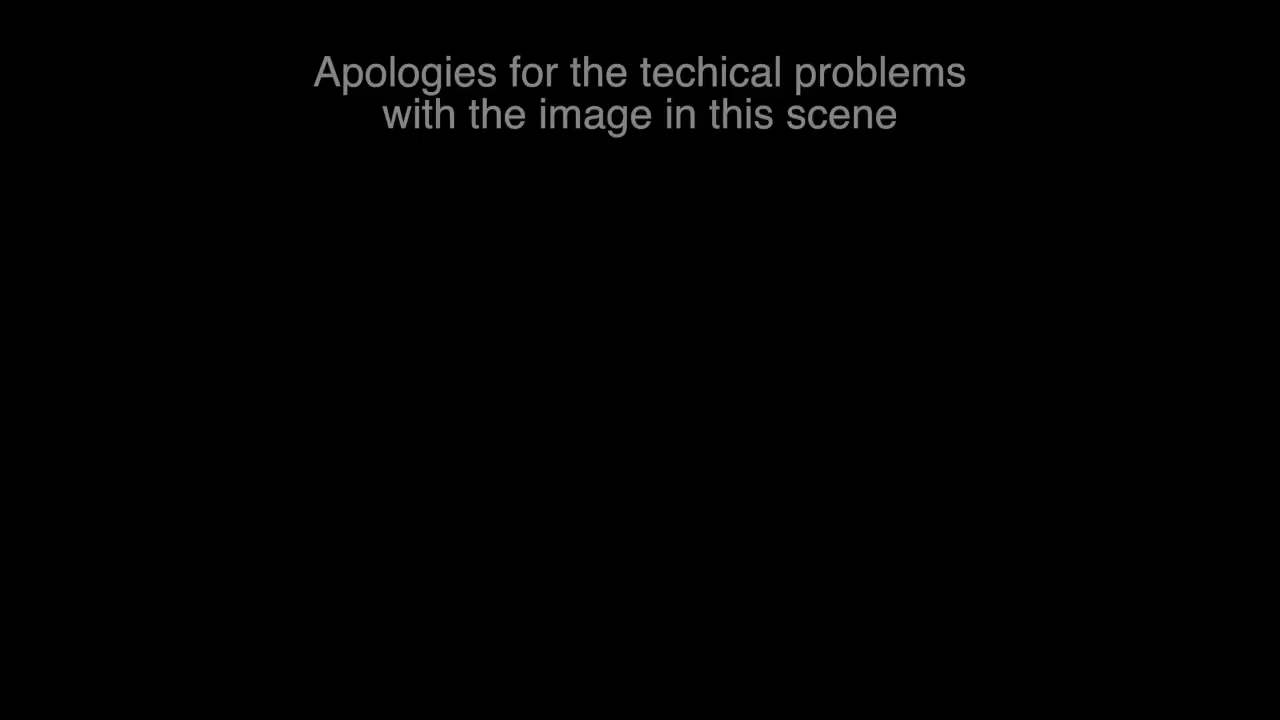 Apologies for the techical problems
with the image in this scene